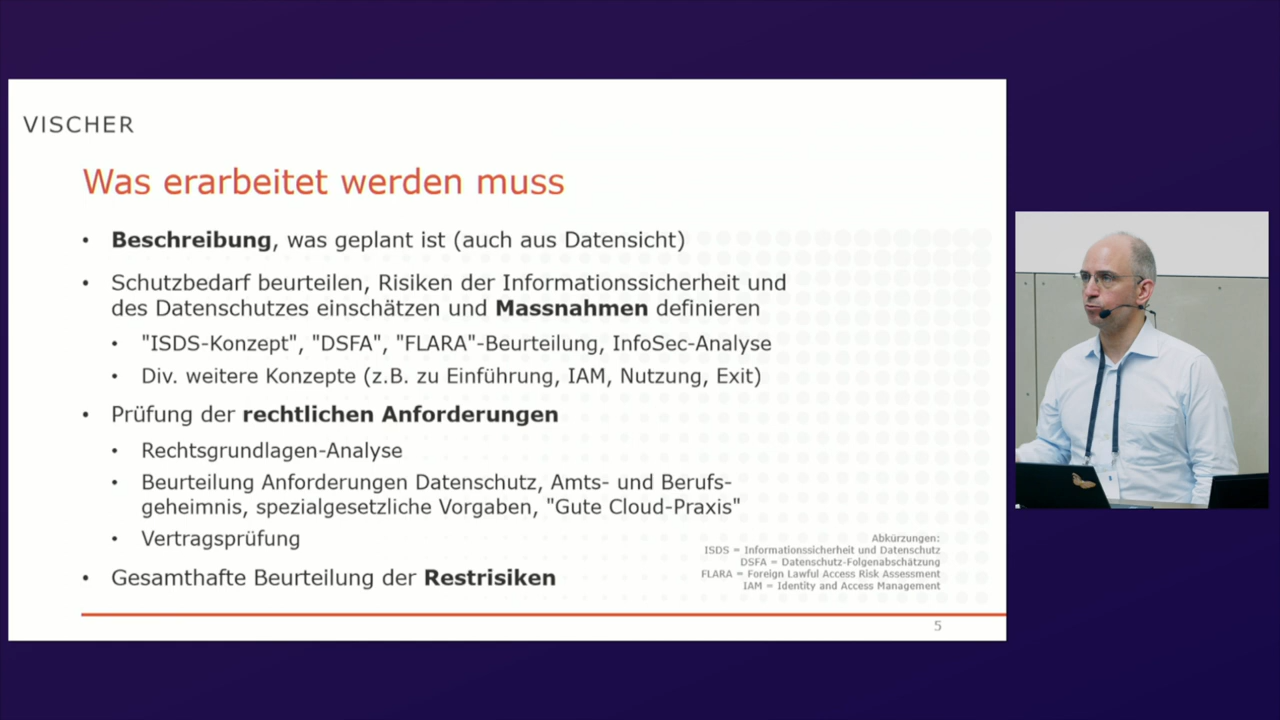 VISCHER
Was erarbeitet werden muss
• Beschreibung, was geplant ist (auch aus Datensicht)
• Schutzbedarf beurteilen, Risiken der Informationssicherheit und
des Datenschutzes einschätzen und Massnahmen definieren
• "ISDS-Konzept", "DSFA", "FLARA"-Beurteilung, InfoSec-Analyse
• Div. weitere Konzepte (z.B. zu Einführung, IAM, Nutzung, Exit)
• Prüfung der rechtlichen Anforderungen
• Rechtsgrundlagen-Analyse
• Beurteilung Anforderungen Datenschutz, Amts- und Berufs-
geheimnis, spezialgesetzliche Vorgaben, "Gute Cloud-Praxis"
• Vertragsprüfung
• Gesamthafte Beurteilung der Restrisiken
Abkürzungen:
ISDS = Informationssicherheit und Datenschutz
DSFA = Datenschutz-Folgenabschätzung
FLARA = Foreign Lawful Access Risk Assessment
IAM = Identity and Access Management
5